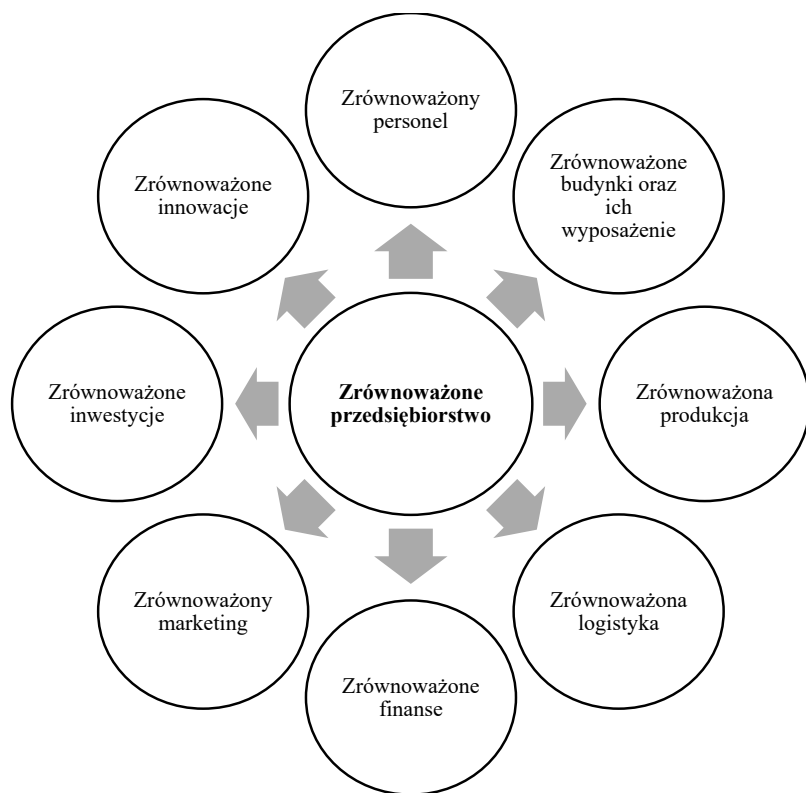 Zrównoważony
personel
Zrównoważone
budynki oraz
ich
wyposażenie
Zrównoważona
produkcja
Zrównoważona
logistyka
Zrównoważone
finanse
Zrównoważony
marketing
Zrównoważone
inwestycje
Zrównoważone
innowacje
Zrównoważone
przedsiębiorstwo